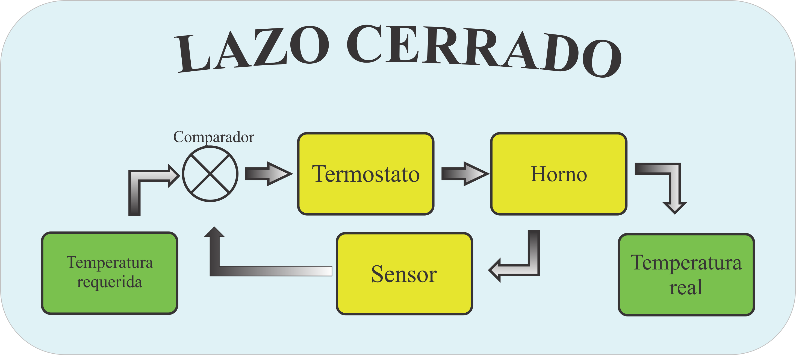 LAZO CERRADO
Comparador
Termostato
Horno
Temperatura
requerida
Sensor
Temperatura
real